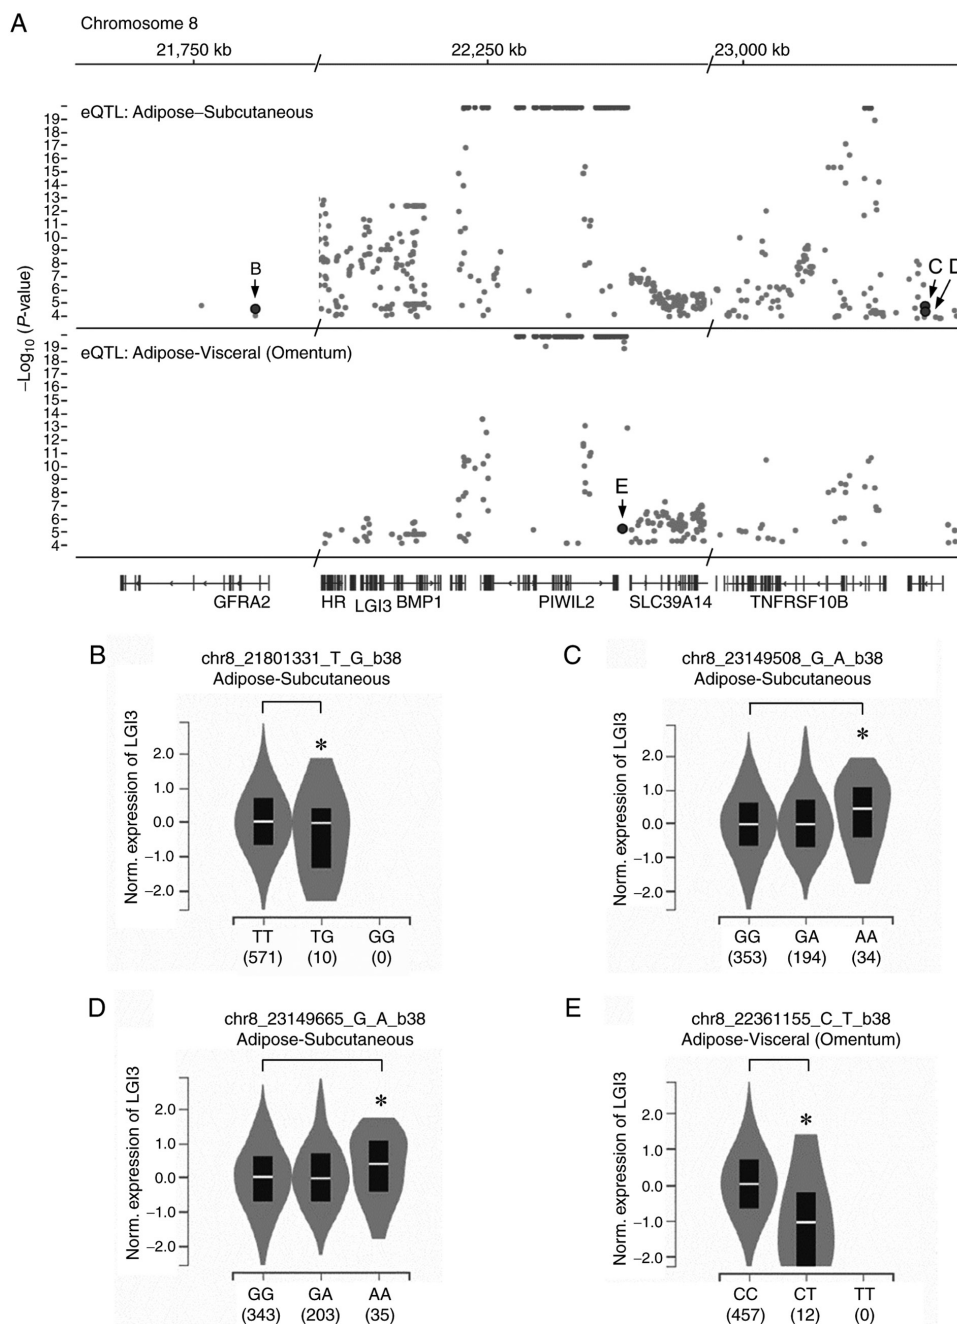 A
Chromosome 8
21,750 kb 22,250 kb 23,000 kb
eQTL: Adipose–Subcutaneous
19
18
17
16
15
14
13
12
11
10
9
8
7
6
5
4
B
C
D
eQTL: Adipose-Visceral (Omentum)
19
18
17
16
15
14
13
12
11
10
9
8
7
6
5
4
E
–Log10 (P-value)
GFRA2 HR LGI3 BMP1 PIWIL2 SLC39A14 TNFRSF10B
B
chr8_21801331_T_G_b38
Adipose-Subcutaneous
Norm. expression of LGI3
2.0
1.0
0.0
–1.0
–2.0
*
TT TG GG
(571) (10) (0)
C
chr8_23149508_G_A_b38
Adipose-Subcutaneous
Norm. expression of LGI3
2.0
1.0
0.0
–1.0
–2.0
*
GG GA AA
(353) (194) (34)
D
chr8_23149665_G_A_b38
Adipose-Subcutaneous
Norm. expression of LGI3
2.0
1.0
0.0
–1.0
–2.0
*
GG GA AA
(343) (203) (35)
E
chr8_22361155_C_T_b38
Adipose-Visceral (Omentum)
Norm. expression of LGI3
2.0
1.0
0.0
–1.0
–2.0
*
CC CT TT
(457) (12) (0)